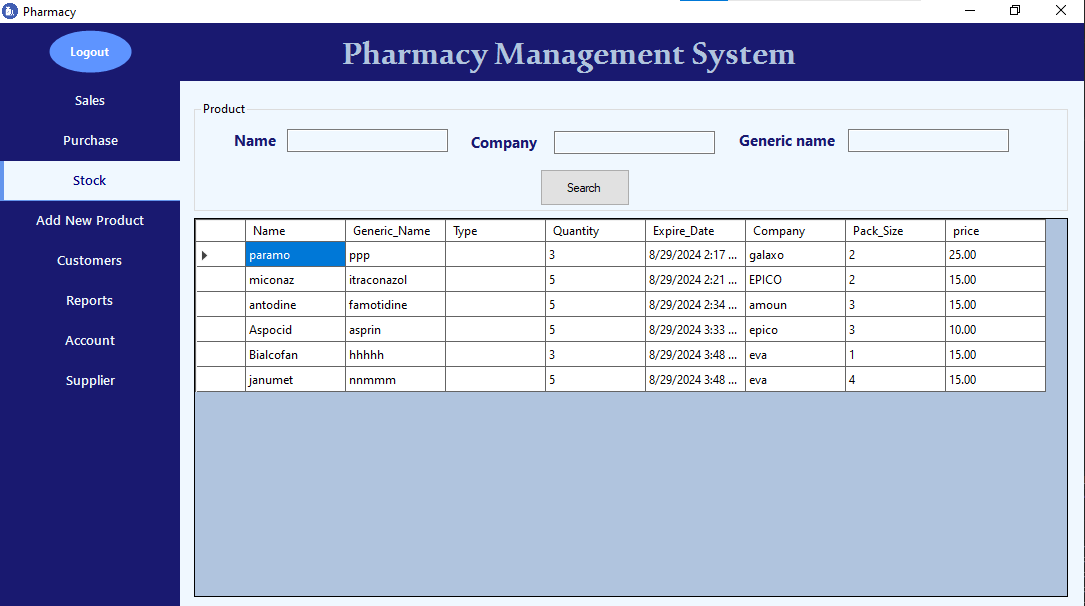 Pharmacy
Logout
Pharmacy Management System
Sales
Purchase
Stock
Add New Product
Customers
Reports
Account
Supplier
Product
Name Company Generic name
Search
Name Generic_Name Type Quantity Expire_Date Company Pack_Size price
paramo ppp 3 8/29/2024 2:17 ... galaxo 2 25.00
miconaz itraconazol 5 8/29/2024 2:21 ... EPICO 2 15.00
antodine famotidine 5 8/29/2024 2:34 ... amoun 3 15.00
Aspocid asprin 5 8/29/2024 3:33 ... epico 3 10.00
Bialcofan hhhhh 3 8/29/2024 3:48 ... eva 1 15.00
janumet nnmmm 5 8/29/2024 3:48 ... eva 4 15.00